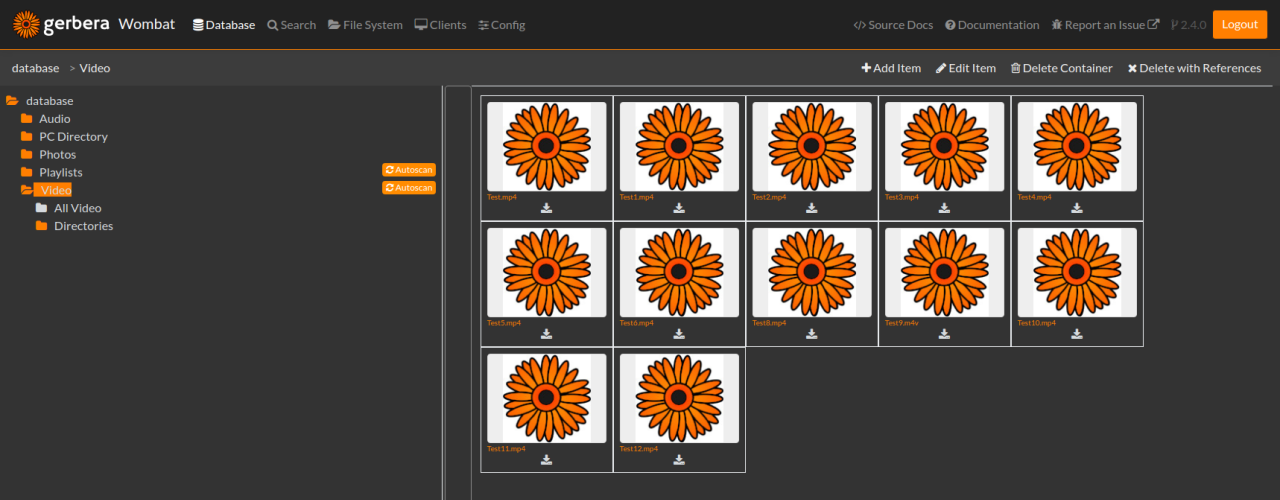 gerbera Wombat Database Search File System Clients Config Source Docs Documentation Report an Issue 2.4.0 Logout
database > Video Add Item Edit Item Delete Container Delete with References
database
Audio
PC Directory
Photos
Playlists Autoscan
Video Autoscan
All Video
Directories
Test.mp4 Test1.mp4 Test2.mp4 Test3.mp4 Test4.mp4
Test5.mp4 Test6.mp4 Test8.mp4 Test9.m4v Test10.mp4
Test11.mp4 Test12.mp4